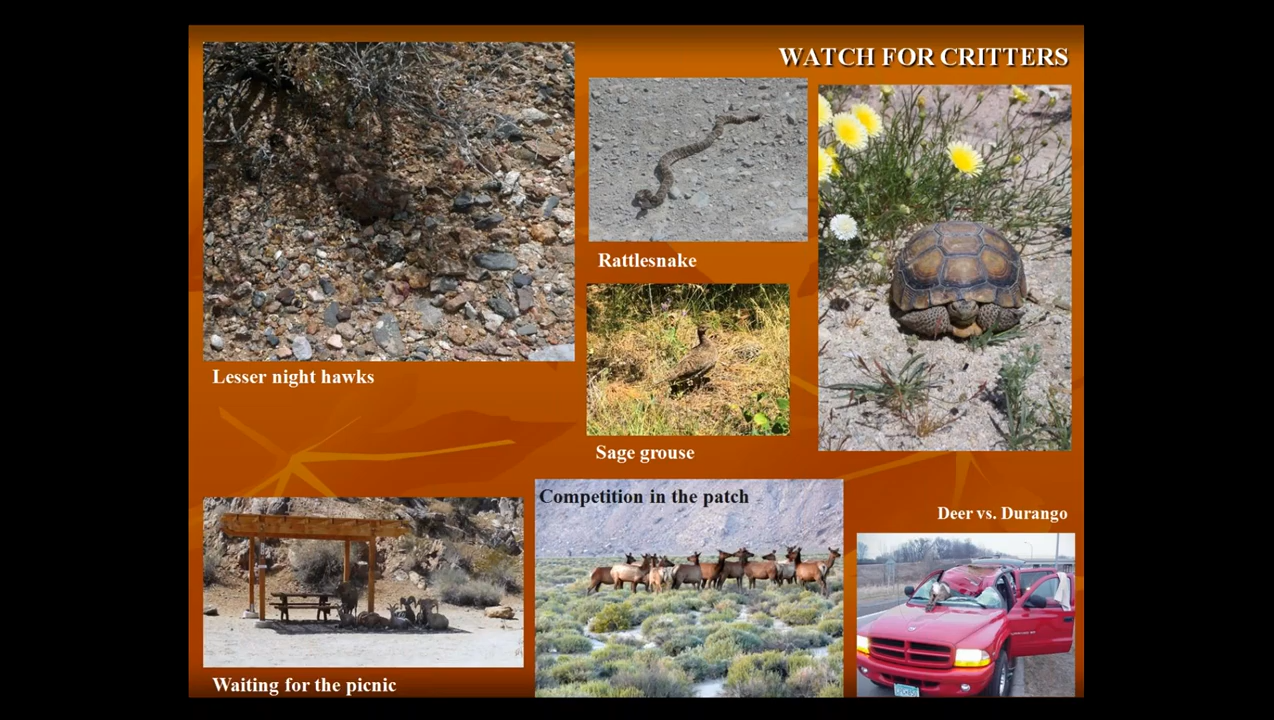 WATCH FOR CRITTERS
Rattlesnake
Lesser night hawks
Sage grouse
Competition in the patch
Deer vs. Durango
Waiting for the picnic